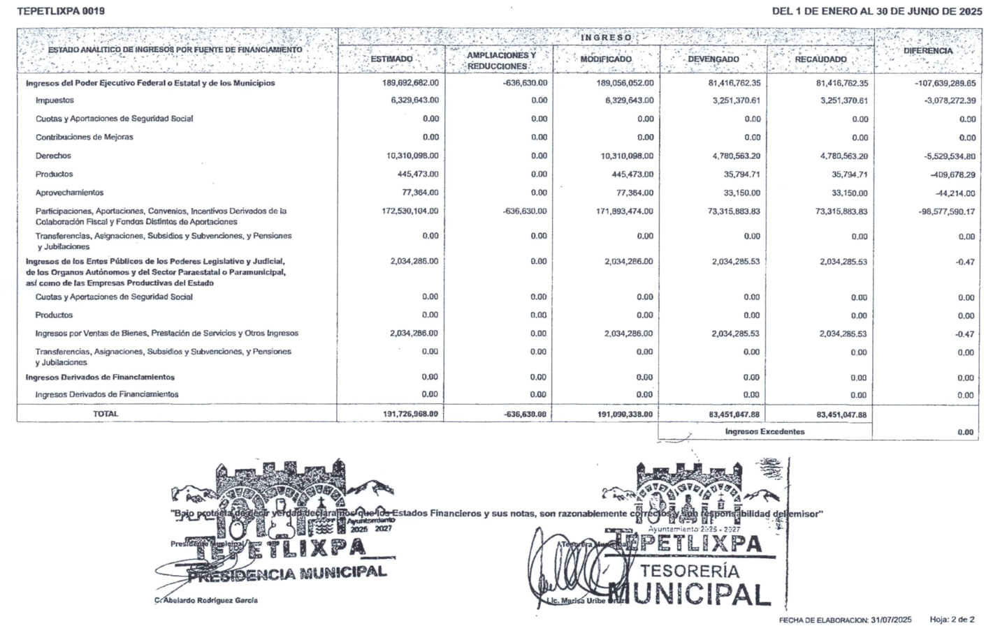 TEPETLIXPA 0019 DEL 1 DE ENERO AL 30 DE JUNIO DE 2025
ESTADO ANALITICO DE INGRESOS POR FUENTE DE FINANCIAMIENTO INGRESO DIFERENCIA
ESTIMADO AMPLIACIONES Y REDUCCIONES MODIFICADO DEVENGADO RECAUDADO
Ingresos del Poder Ejecutivo Federal o Estatal y de los Municipios 189,692,682.00 -636,630.00 189,056,052.00 81,416,762.35 81,416,762.35 -107,639,289.65
Impuestos 6,329,643.00 0.00 6,329,643.00 3,251,370.61 3,251,370.61 -3,078,272.39
Cuotas y Aportaciones de Seguridad Social 0.00 0.00 0.00 0.00 0.00 0.00
Contribuciones de Mejoras 0.00 0.00 0.00 0.00 0.00 0.00
Derechos 10,310,098.00 0.00 10,310,098.00 4,780,563.20 4,780,563.20 -5,529,534.80
Productos 445,473.00 0.00 445,473.00 35,794.71 35,794.71 -409,678.29
Aprovechamientos 77,364.00 0.00 77,364.00 33,150.00 33,150.00 -44,214.00
Participaciones, Aportaciones, Convenios, Incentivos Derivados de la 172,530,104.00 -636,630.00 171,893,474.00 73,315,883.83 73,315,883.83 -98,577,590.17
Colaboración Fiscal y Fondos Distintos de Aportaciones
Transferencias, Asignaciones, Subsidios y Subvenciones, y Pensiones 0.00 0.00 0.00 0.00 0.00 0.00
y Jubilaciones
Ingresos de los Entes Públicos de los Poderes Legislativo y Judicial, 2,034,286.00 0.00 2,034,286.00 2,034,285.53 2,034,285.53 -0.47
de los Organos Autónomos y del Sector Paraestatal o Paramunicipal,
así como de las Empresas Productivas del Estado
Cuotas y Aportaciones de Seguridad Social 0.00 0.00 0.00 0.00 0.00 0.00
Productos 0.00 0.00 0.00 0.00 0.00 0.00
Ingresos por Ventas de Bienes, Prestación de Servicios y Otros Ingresos 2,034,286.00 0.00 2,034,286.00 2,034,285.53 2,034,285.53 -0.47
Transferencias, Asignaciones, Subsidios y Subvenciones, y Pensiones 0.00 0.00 0.00 0.00 0.00 0.00
y Jubilaciones
Ingresos Derivados de Financiamientos 0.00 0.00 0.00 0.00 0.00 0.00
Ingresos Derivados de Financiamientos 0.00 0.00 0.00 0.00 0.00 0.00
TOTAL 191,726,968.00 -636,630.00 191,090,338.00 83,451,047.88 83,451,047.88
Ingresos Excedentes 0.00
"Bajo protesta de decir verdad declaramos que los Estados Financieros y sus notas, son razonablemente correctos y son responsabilidad del emisor"
Ayuntamiento
2025 2027
Ayuntamiento 2025 - 2027
Presidente Municipal Tesorera Municipal
TEPETLIXPA TEPETLIXPA
PRESIDENCIA MUNICIPAL TESORERÍA
MUNICIPAL
C. Abelardo Rodríguez García Lic. Marisa Uribe
FECHA DE ELABORACION: 31/07/2025 Hoja: 2 de 2